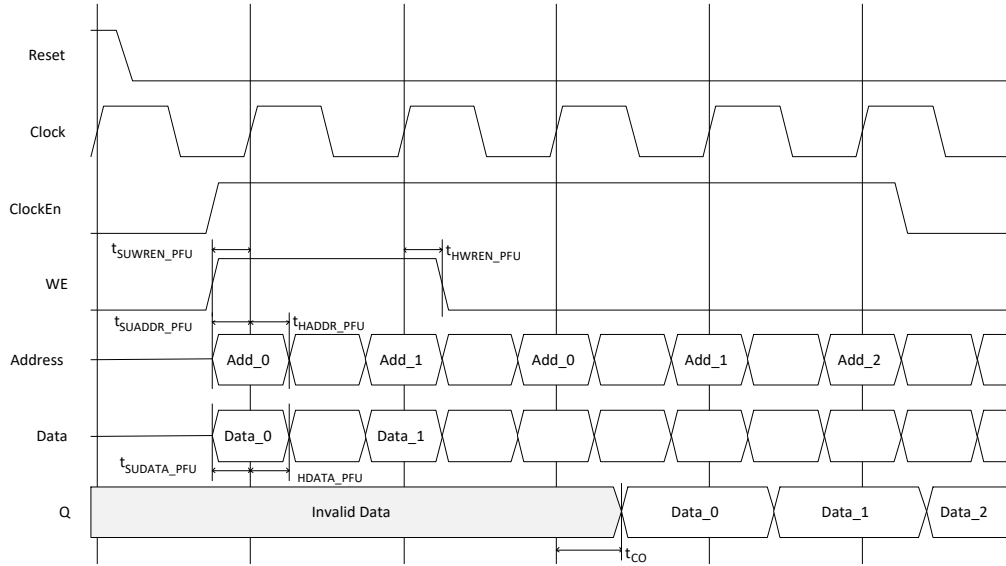 Reset
Clock
ClockEn
tSUWREN_PFU
tHWREN_PFU
WE
tSUADDR_PFU
tHADDR_PFU
Address
Add_0
Add_1
Add_0
Add_1
Add_2
Data
Data_0
Data_1
tSUDATA_PFU
HDATA_PFU
Q
Invalid Data
Data_0
Data_1
Data_2
tCO